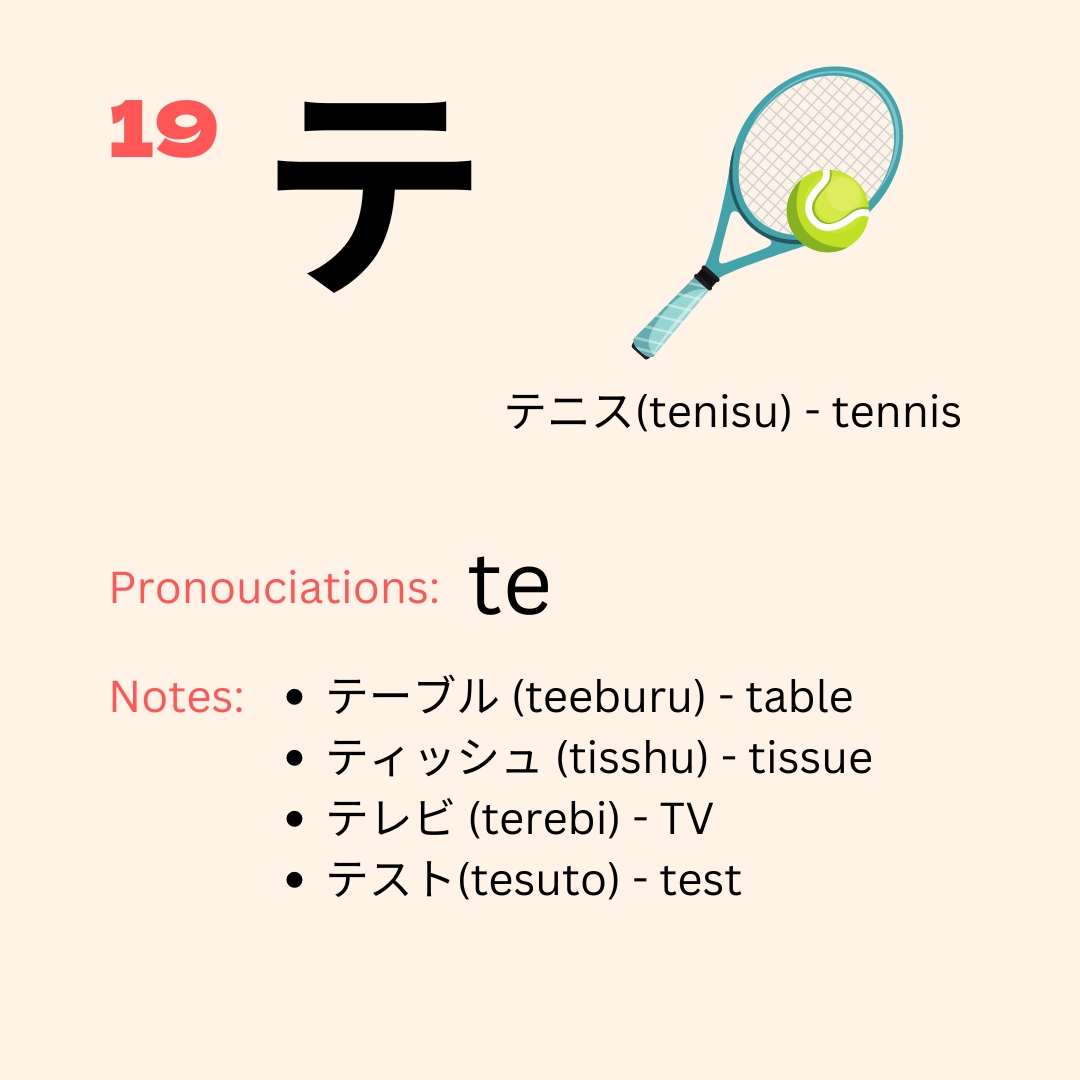 19 テ
テニス(tenisu) - tennis
Pronouciations: te
Notes:
• テーブル (teeburu) - table
• ティッシュ (tisshu) - tissue
• テレビ (terebi) - TV
• テスト(tesuto) - test